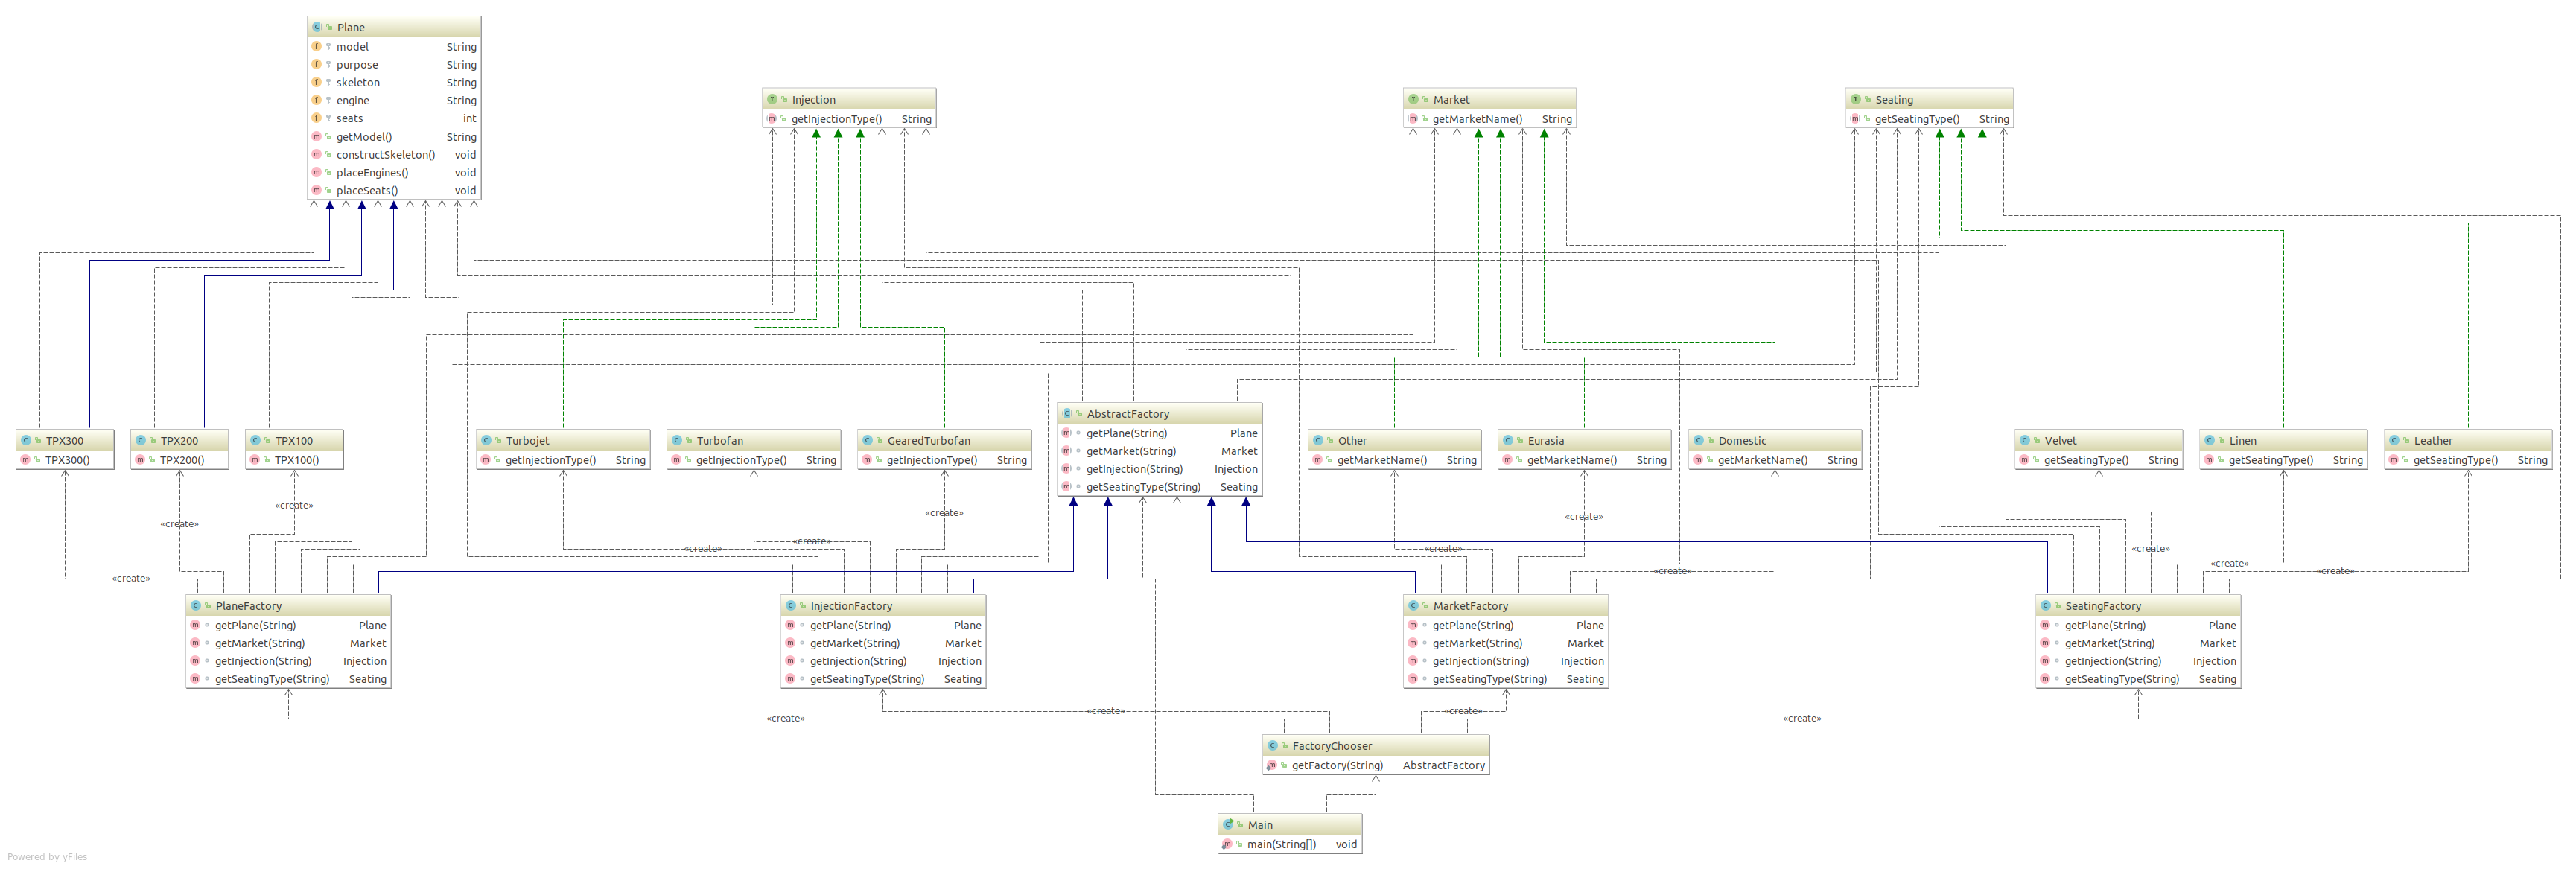 Plane
model String
purpose String
skeleton String
engine String
seats int
getModel() String
constructSkeleton() void
placeEngines() void
placeSeats() void
Injection
getInjectionType() String
Market
getMarketName() String
Seating
getSeatingType() String
TPX300
TPX300()
TPX200
TPX200()
TPX100
TPX100()
Turbojet
getInjectionType() String
Turbofan
getInjectionType() String
GearedTurbofan
getInjectionType() String
AbstractFactory
getPlane(String) Plane
getMarket(String) Market
getInjection(String) Injection
getSeatingType(String) Seating
Other
getMarketName() String
Eurasia
getMarketName() String
Domestic
getMarketName() String
Velvet
getSeatingType() String
Linen
getSeatingType() String
Leather
getSeatingType() String
«create»
«create»
«create»
«create»
«create»
«create»
«create»
«create»
«create»
«create»
«create»
«create»
PlaneFactory
getPlane(String) Plane
getMarket(String) Market
getInjection(String) Injection
getSeatingType(String) Seating
InjectionFactory
getPlane(String) Plane
getMarket(String) Market
getInjection(String) Injection
getSeatingType(String) Seating
MarketFactory
getPlane(String) Plane
getMarket(String) Market
getInjection(String) Injection
getSeatingType(String) Seating
SeatingFactory
getPlane(String) Plane
getMarket(String) Market
getInjection(String) Injection
getSeatingType(String) Seating
«create»
«create»
«create»
«create»
FactoryChooser
getFactory(String) AbstractFactory
Main
main(String[]) void
Powered by yFiles